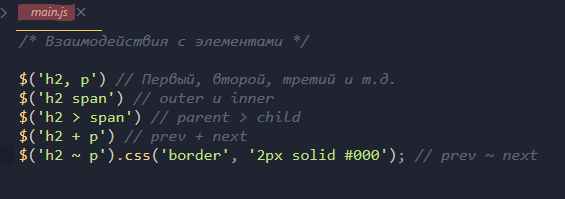 main.js
/* Взаимодействия с элементами */
$('h2, p') // Первый, второй, третий и т.д.
$('h2 span') // outer и inner
$('h2 > span') // parent > child
$('h2 + p') // prev + next
$('h2 ~ p').css('border', '2px solid #000'); // prev ~ next